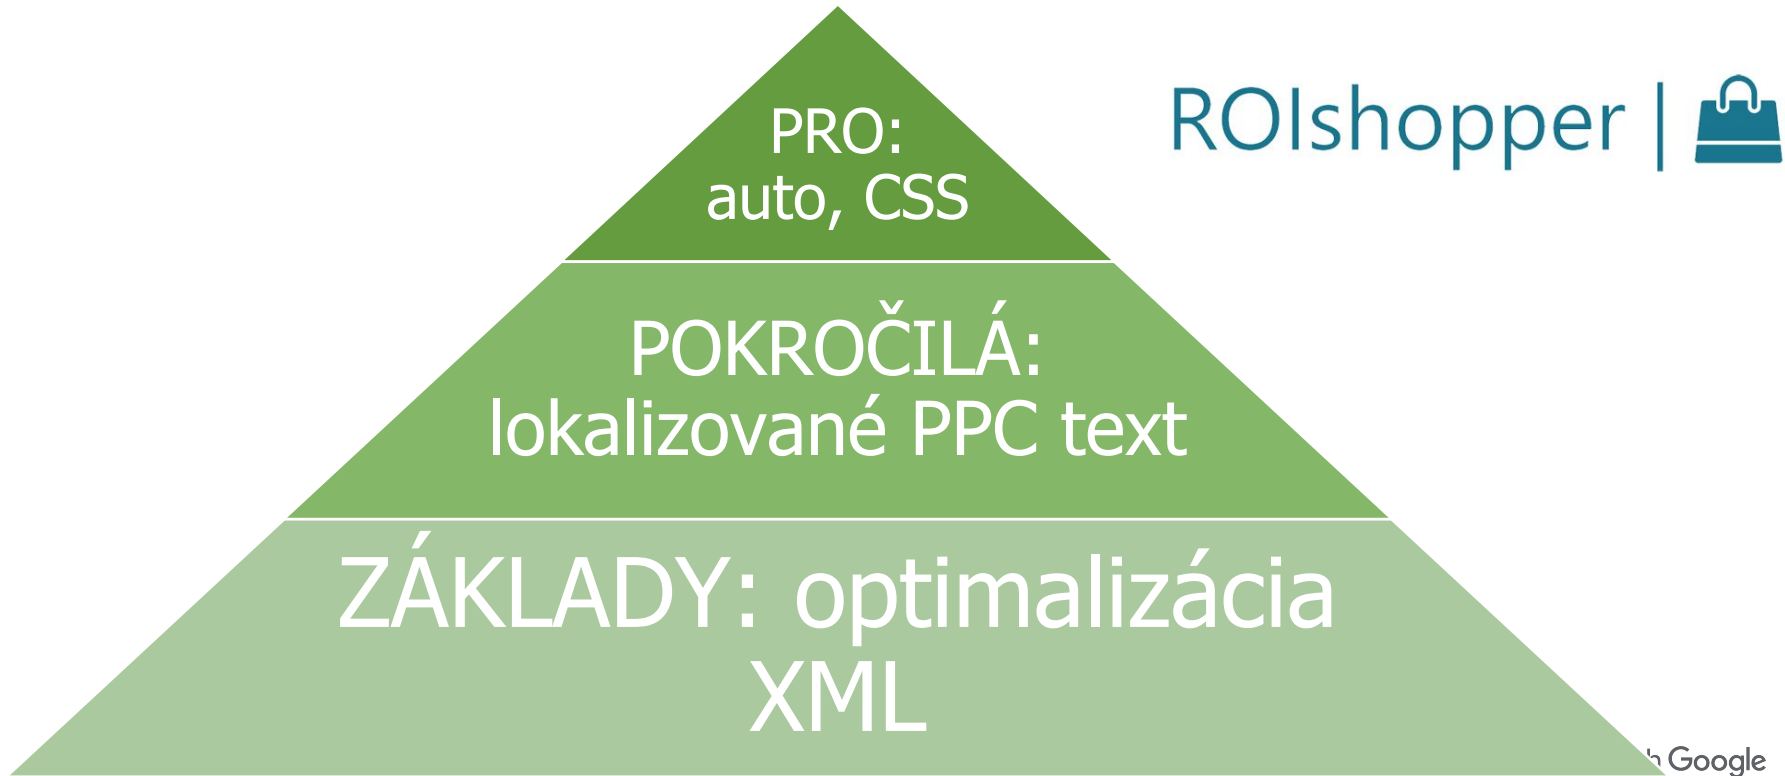 PRO:
auto, CSS
ROIshopper |
POKROČILÁ:
lokalizované PPC text
ZÁKLADY: optimalizácia
XML
Google